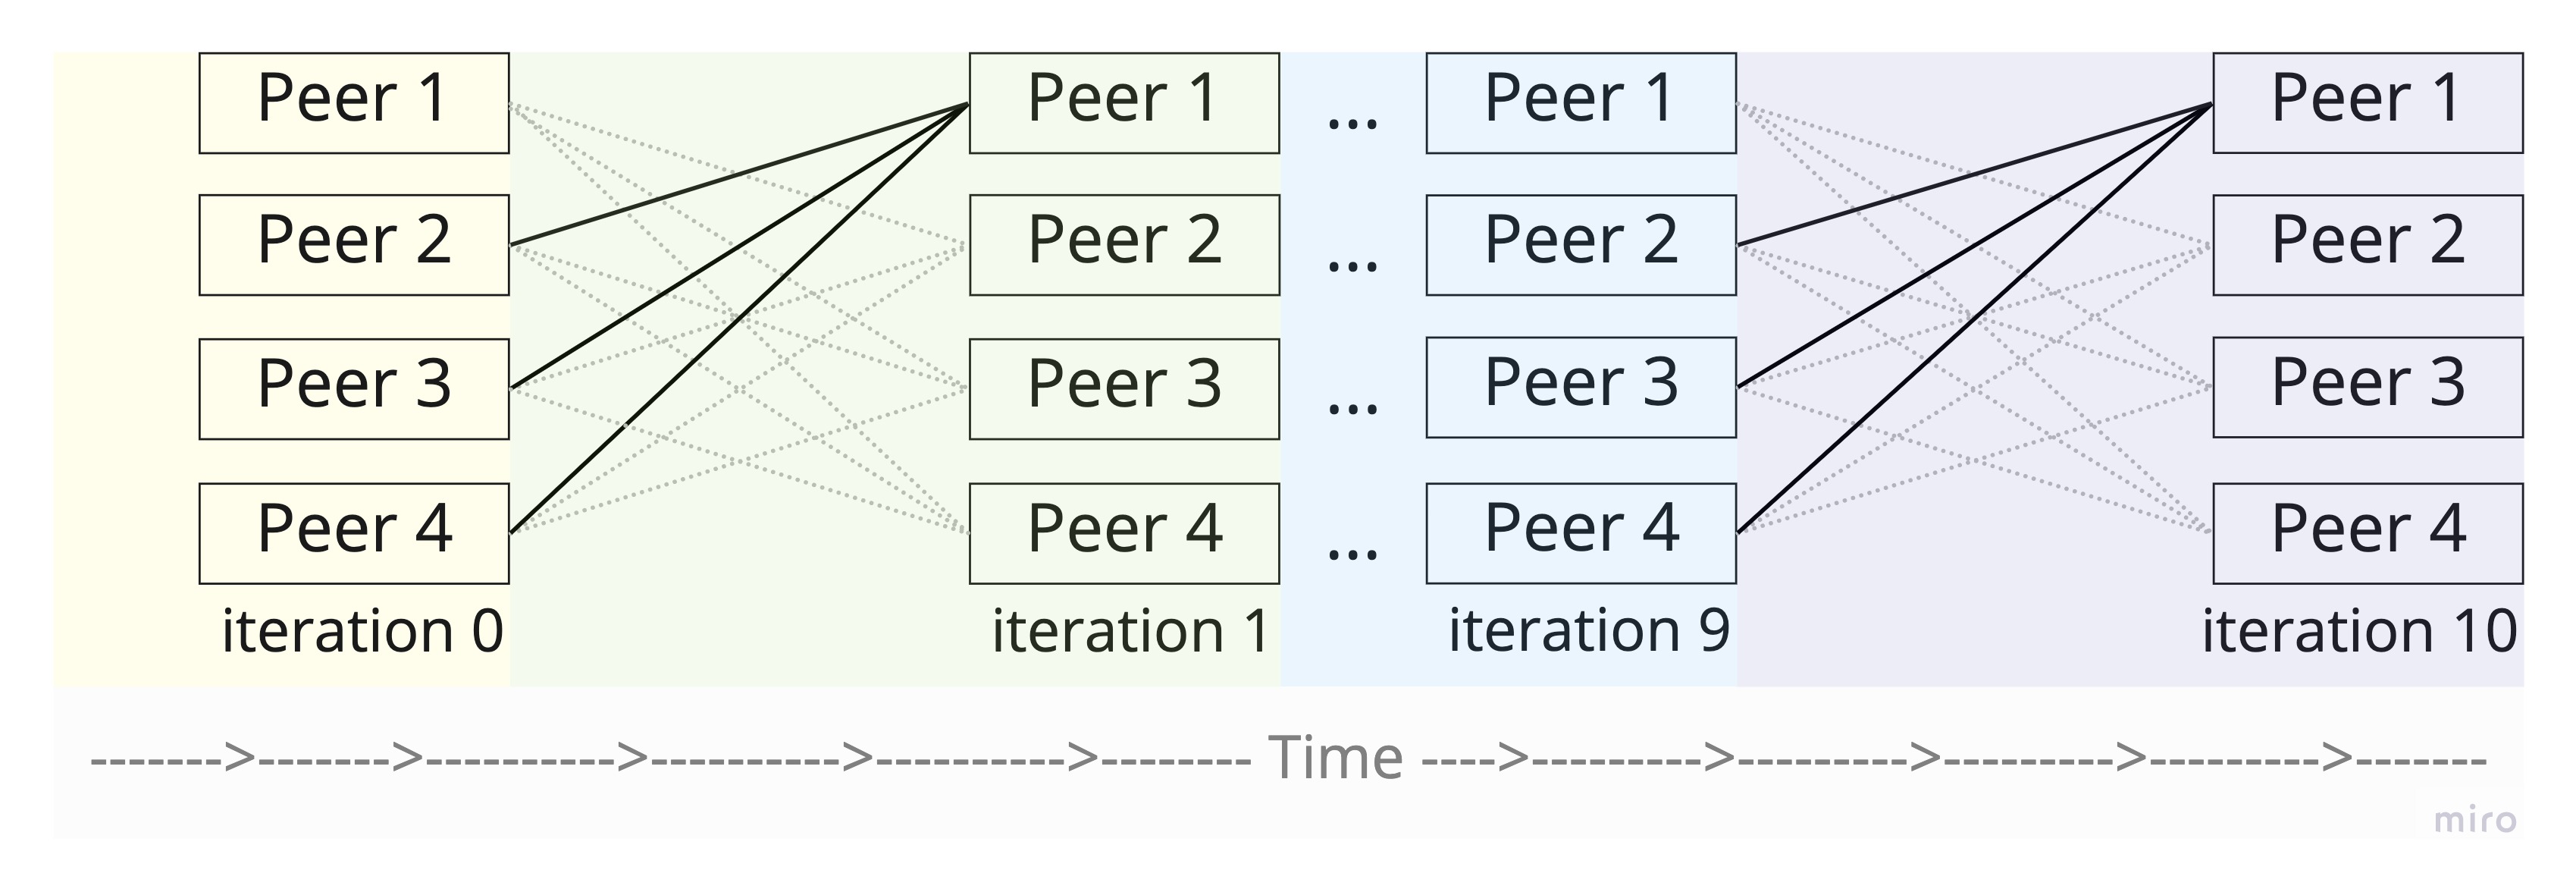 Peer 1 Peer 1 ... Peer 1 Peer 1
Peer 2 Peer 2 ... Peer 2 Peer 2
Peer 3 Peer 3 ... Peer 3 Peer 3
Peer 4 Peer 4 ... Peer 4 Peer 4
iteration 0 iteration 1 iteration 9 iteration 10
------->-------->---------->---------->---------->-------- Time ---->--------->--------->--------->--------->-------
miro